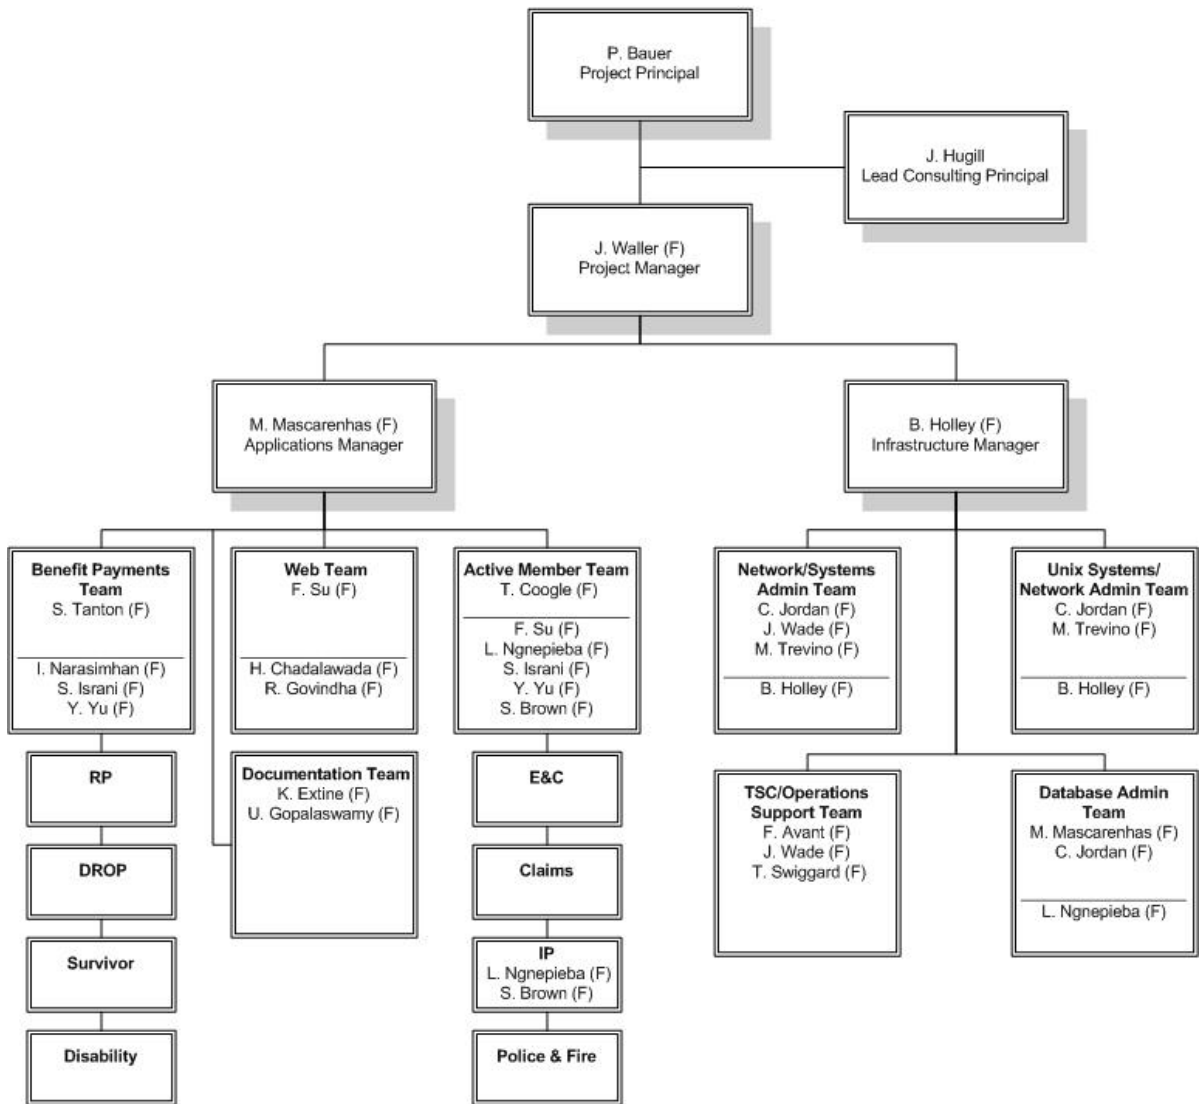 P. Bauer
Project Principal
J. Hugill
Lead Consulting Principal
J. Waller (F)
Project Manager
M. Mascarenhas (F)
Applications Manager
B. Holley (F)
Infrastructure Manager
Benefit Payments
Team
S. Tanton (F)
I. Narasimhan (F)
S. Israni (F)
Y. Yu (F)
RP
DROP
Survivor
Disability
Web Team
F. Su (F)
H. Chadalawada (F)
R. Govindha (F)
Documentation Team
K. Extine (F)
U. Gopalaswamy (F)
Active Member Team
T. Coogle (F)
F. Su (F)
L. Ngnepieba (F)
S. Israni (F)
Y. Yu (F)
S. Brown (F)
E&C
Claims
IP
L. Ngnepieba (F)
S. Brown (F)
Police & Fire
Network/Systems
Admin Team
C. Jordan (F)
J. Wade (F)
M. Trevino (F)
B. Holley (F)
Unix Systems/
Network Admin Team
C. Jordan (F)
M. Trevino (F)
B. Holley (F)
TSC/Operations
Support Team
F. Avant (F)
J. Wade (F)
T. Swiggard (F)
Database Admin
Team
M. Mascarenhas (F)
C. Jordan (F)
L. Ngnepieba (F)